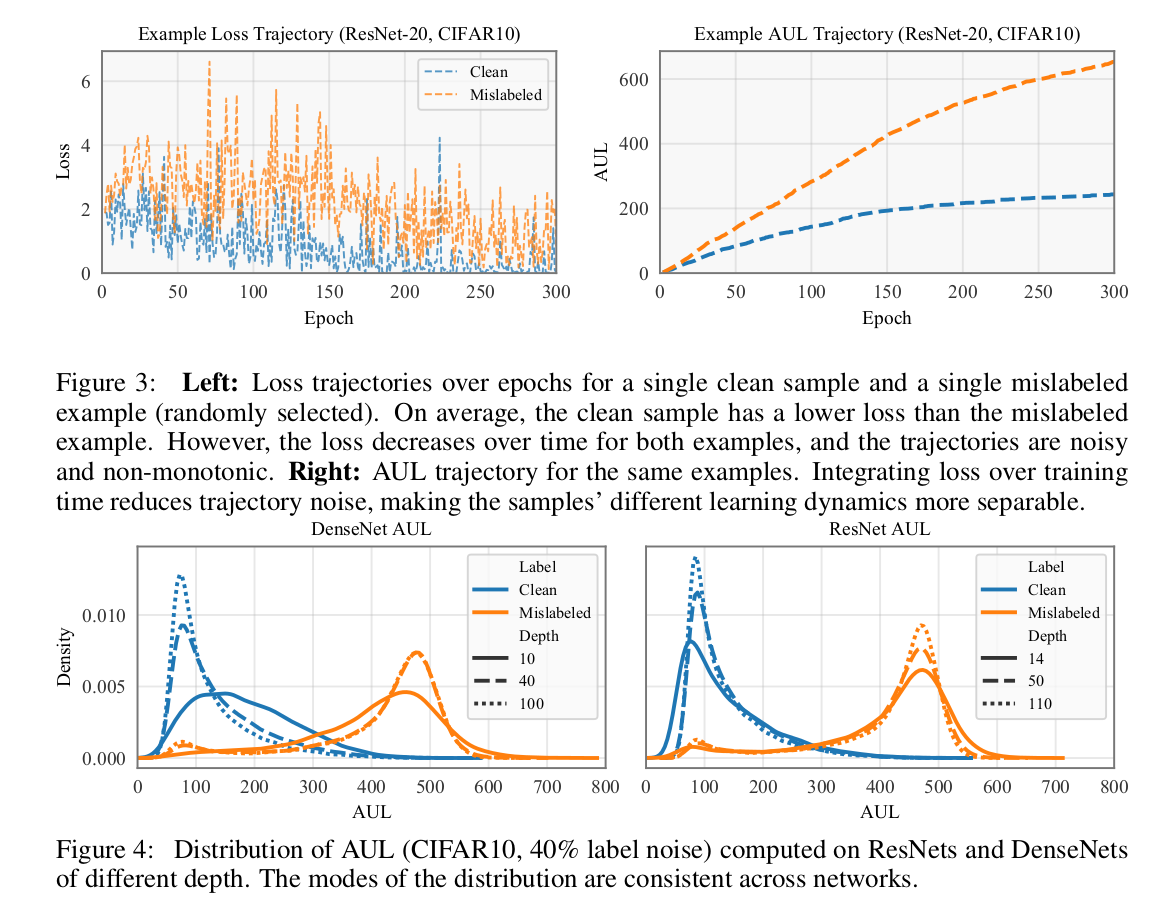 Example Loss Trajectory (ResNet-20, CIFAR10)
6
4
2
0
Loss
Clean
Mislabeled
0 50 100 150 200 250 300
Epoch
Example AUL Trajectory (ResNet-20, CIFAR10)
600
400
200
0
AUL
0 50 100 150 200 250 300
Epoch
Figure 3: Left: Loss trajectories over epochs for a single clean sample and a single mislabeled
example (randomly selected). On average, the clean sample has a lower loss than the mislabeled
example. However, the loss decreases over time for both examples, and the trajectories are noisy
and non-monotonic. Right: AUL trajectory for the same examples. Integrating loss over training
time reduces trajectory noise, making the samples’ different learning dynamics more separable.
DenseNet AUL
0.010
0.005
0.000
Density
Label
Clean
Mislabeled
Depth
10
40
100
0 100 200 300 400 500 600 700 800
AUL
ResNet AUL
Label
Clean
Mislabeled
Depth
14
50
110
0 100 200 300 400 500 600 700 800
AUL
Figure 4: Distribution of AUL (CIFAR10, 40% label noise) computed on ResNets and DenseNets
of different depth. The modes of the distribution are consistent across networks.